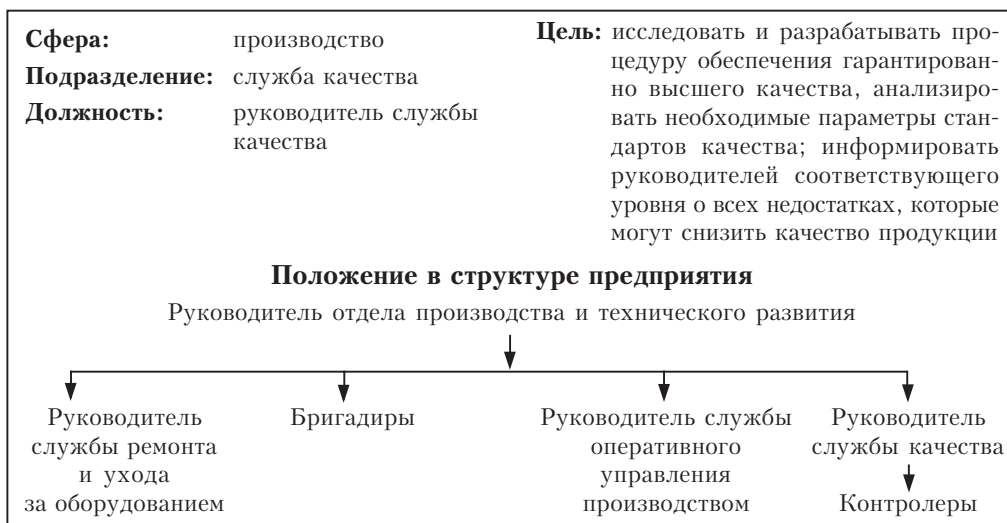 Сфера: производство
Подразделение: служба качества
Должность: руководитель службы
качества
Цель: исследовать и разрабатывать про-
цедуру обеспечения гарантирован-
но высшего качества, анализиро-
вать необходимые параметры стан-
дартов качества; информировать
руководителей соответствующего
уровня о всех недостатках, которые
могут снизить качество продукции
Положение в структуре предприятия
Руководитель отдела производства и технического развития
Руководитель
службы ремонта
и ухода
за оборудованием
Бригадиры
Руководитель службы
оперативного
управления
производством
Руководитель
службы качества
Контролеры